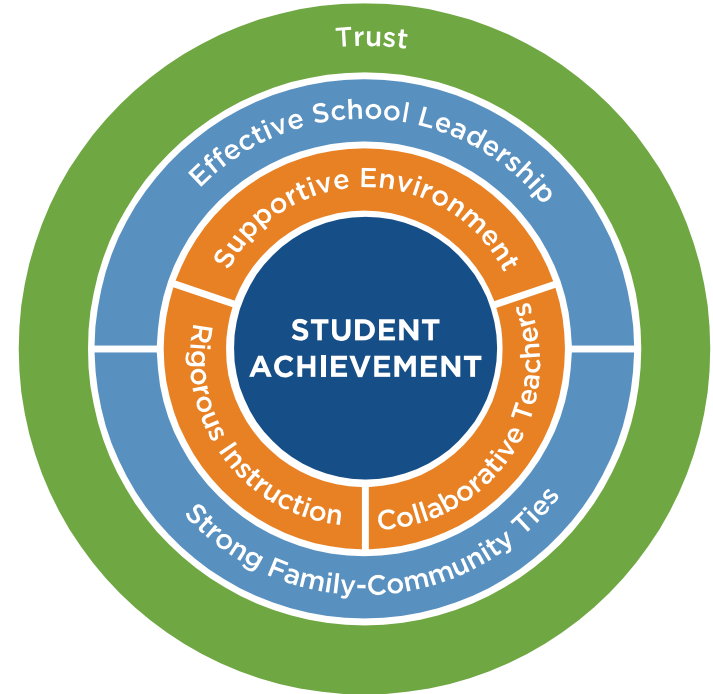 Trust
Effective School Leadership
Supportive Environment
STUDENT
ACHIEVEMENT
Rigorous Instruction
Collaborative Teachers
Strong Family-Community Ties